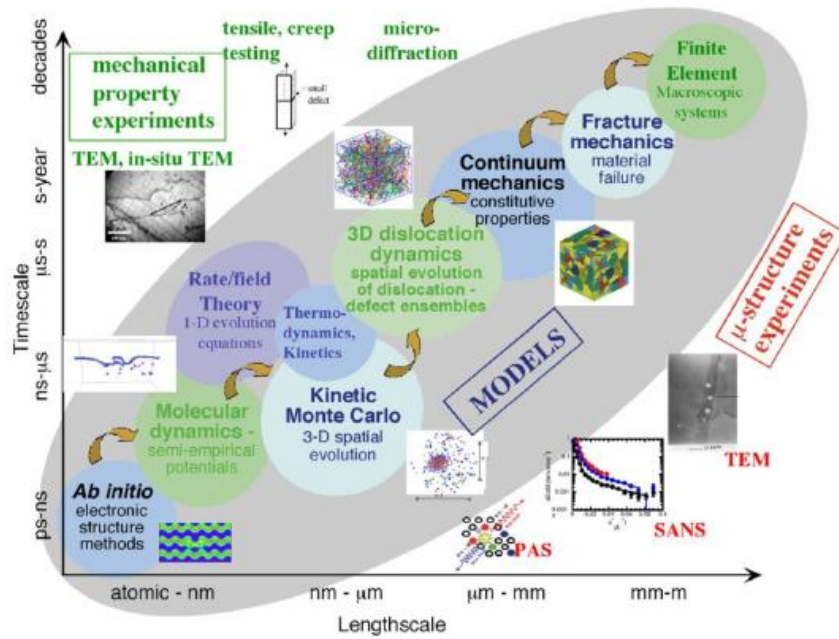 tensile, creep
testing
micro-
diffraction
small
defect
mechanical
property
experiments
TEM, in-situ TEM
Finite
Element
Macroscopic
systems
Fracture
mechanics
material
failure
Continuum
mechanics
constitutive
properties
3D dislocation
dynamics
spatial evolution
of dislocation -
defect ensembles
Rate/field
Theory
1-D evolution
equations
Thermo-
dynamics,
Kinetics
Kinetic
Monte Carlo
3-D spatial
evolution
Molecular
dynamics -
semi-empirical
potentials
Ab initio
electronic
structure
methods
MODELS
μ-structure
experiments
TEM
SANS
PAS
Timescale
decades
s-year
μs-s
ns-μs
ps-ns
atomic - nm
nm - μm
μm - mm
mm-m
Lengthscale